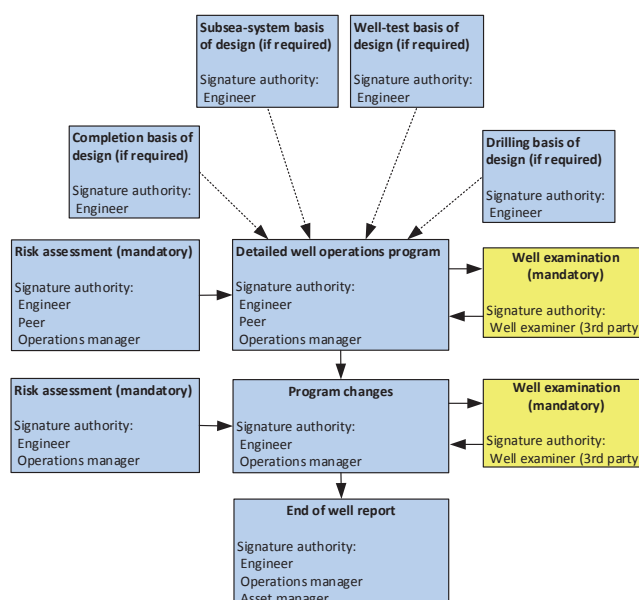 Subsea-system basis
of design (if required)
Signature authority:
Engineer
Well-test basis of
design (if required)
Signature authority:
Engineer
Completion basis of
design (if required)
Signature authority:
Engineer
Drilling basis of
design (if required)
Signature authority:
Engineer
Risk assessment (mandatory)
Signature authority:
Engineer
Peer
Operations manager
Detailed well operations program
Signature authority:
Engineer
Peer
Operations manager
Well examination
(mandatory)
Signature authority:
Well examiner (3rd party
Risk assessment (mandatory)
Signature authority:
Engineer
Operations manager
Program changes
Signature authority:
Engineer
Operations manager
Well examination
(mandatory)
Signature authority:
Well examiner (3rd party
End of well report
Signature authority:
Engineer
Operations manager
Asset manager